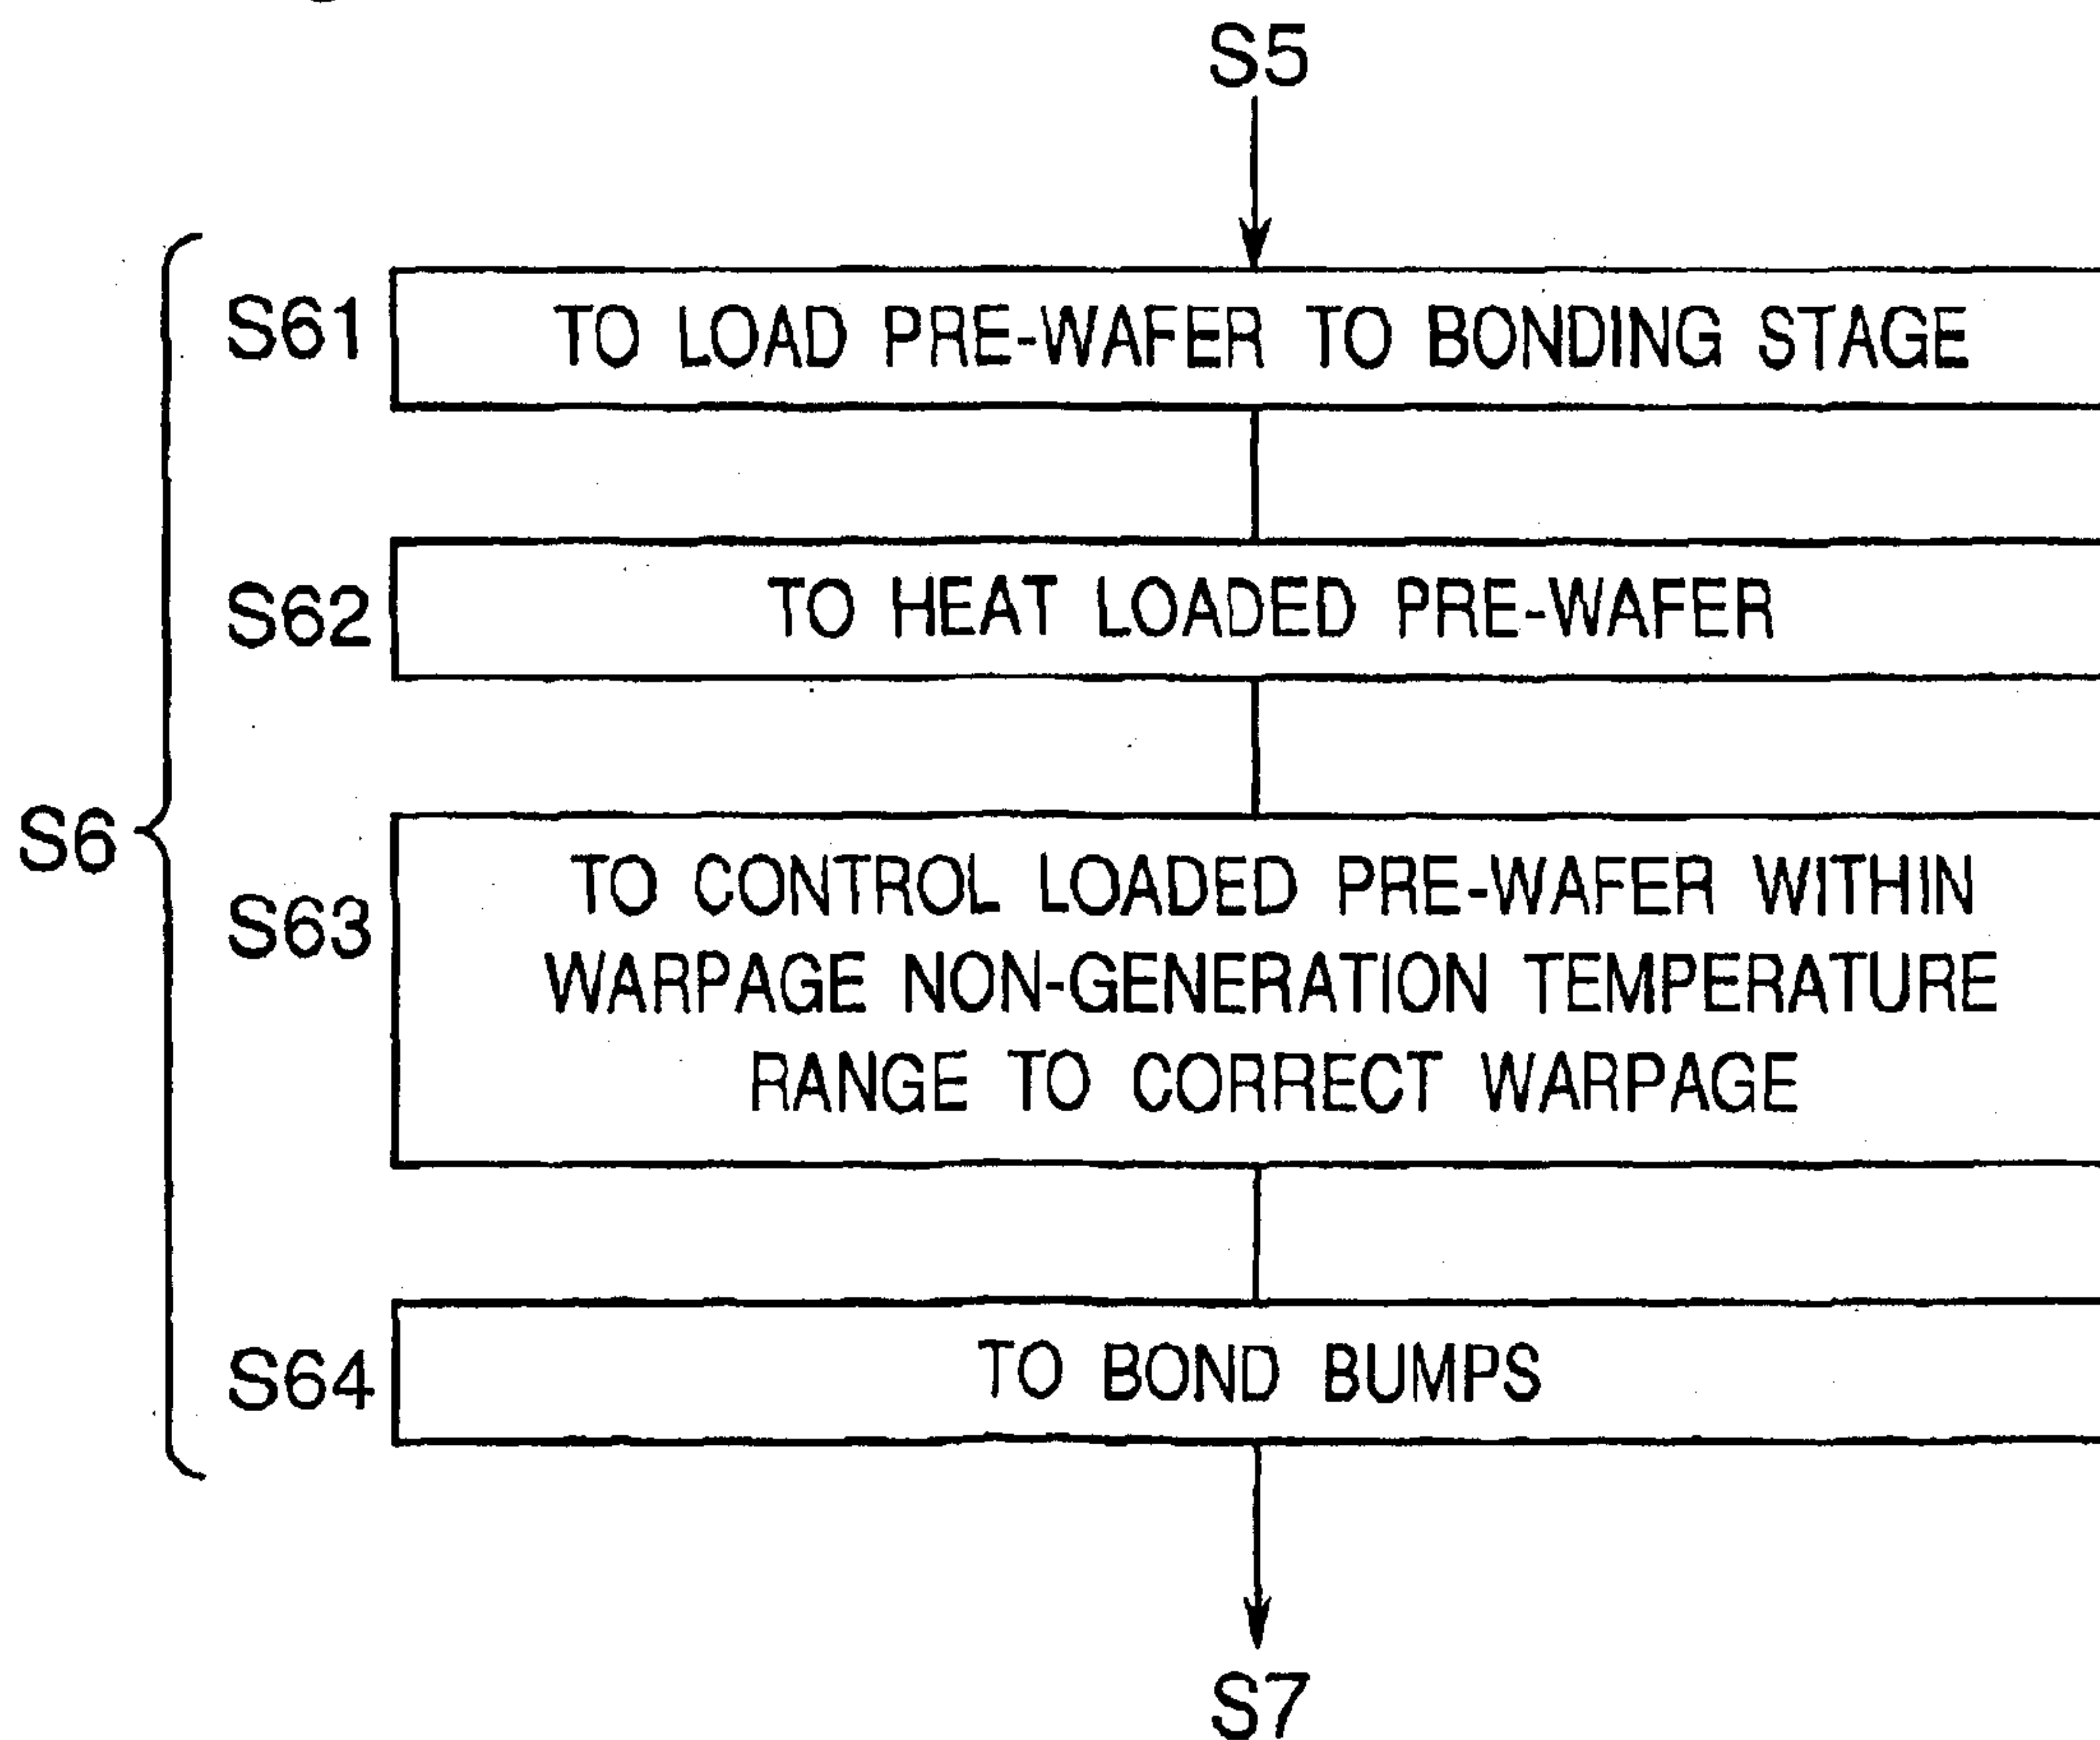 S5
S61 TO LOAD PRE-WAFER TO BONDING STAGE
S62 TO HEAT LOADED PRE-WAFER
S6
S63 TO CONTROL LOADED PRE-WAFER WITHIN
WARPAGE NON-GENERATION TEMPERATURE
RANGE TO CORRECT WARPAGE
S64 TO BOND BUMPS
S7